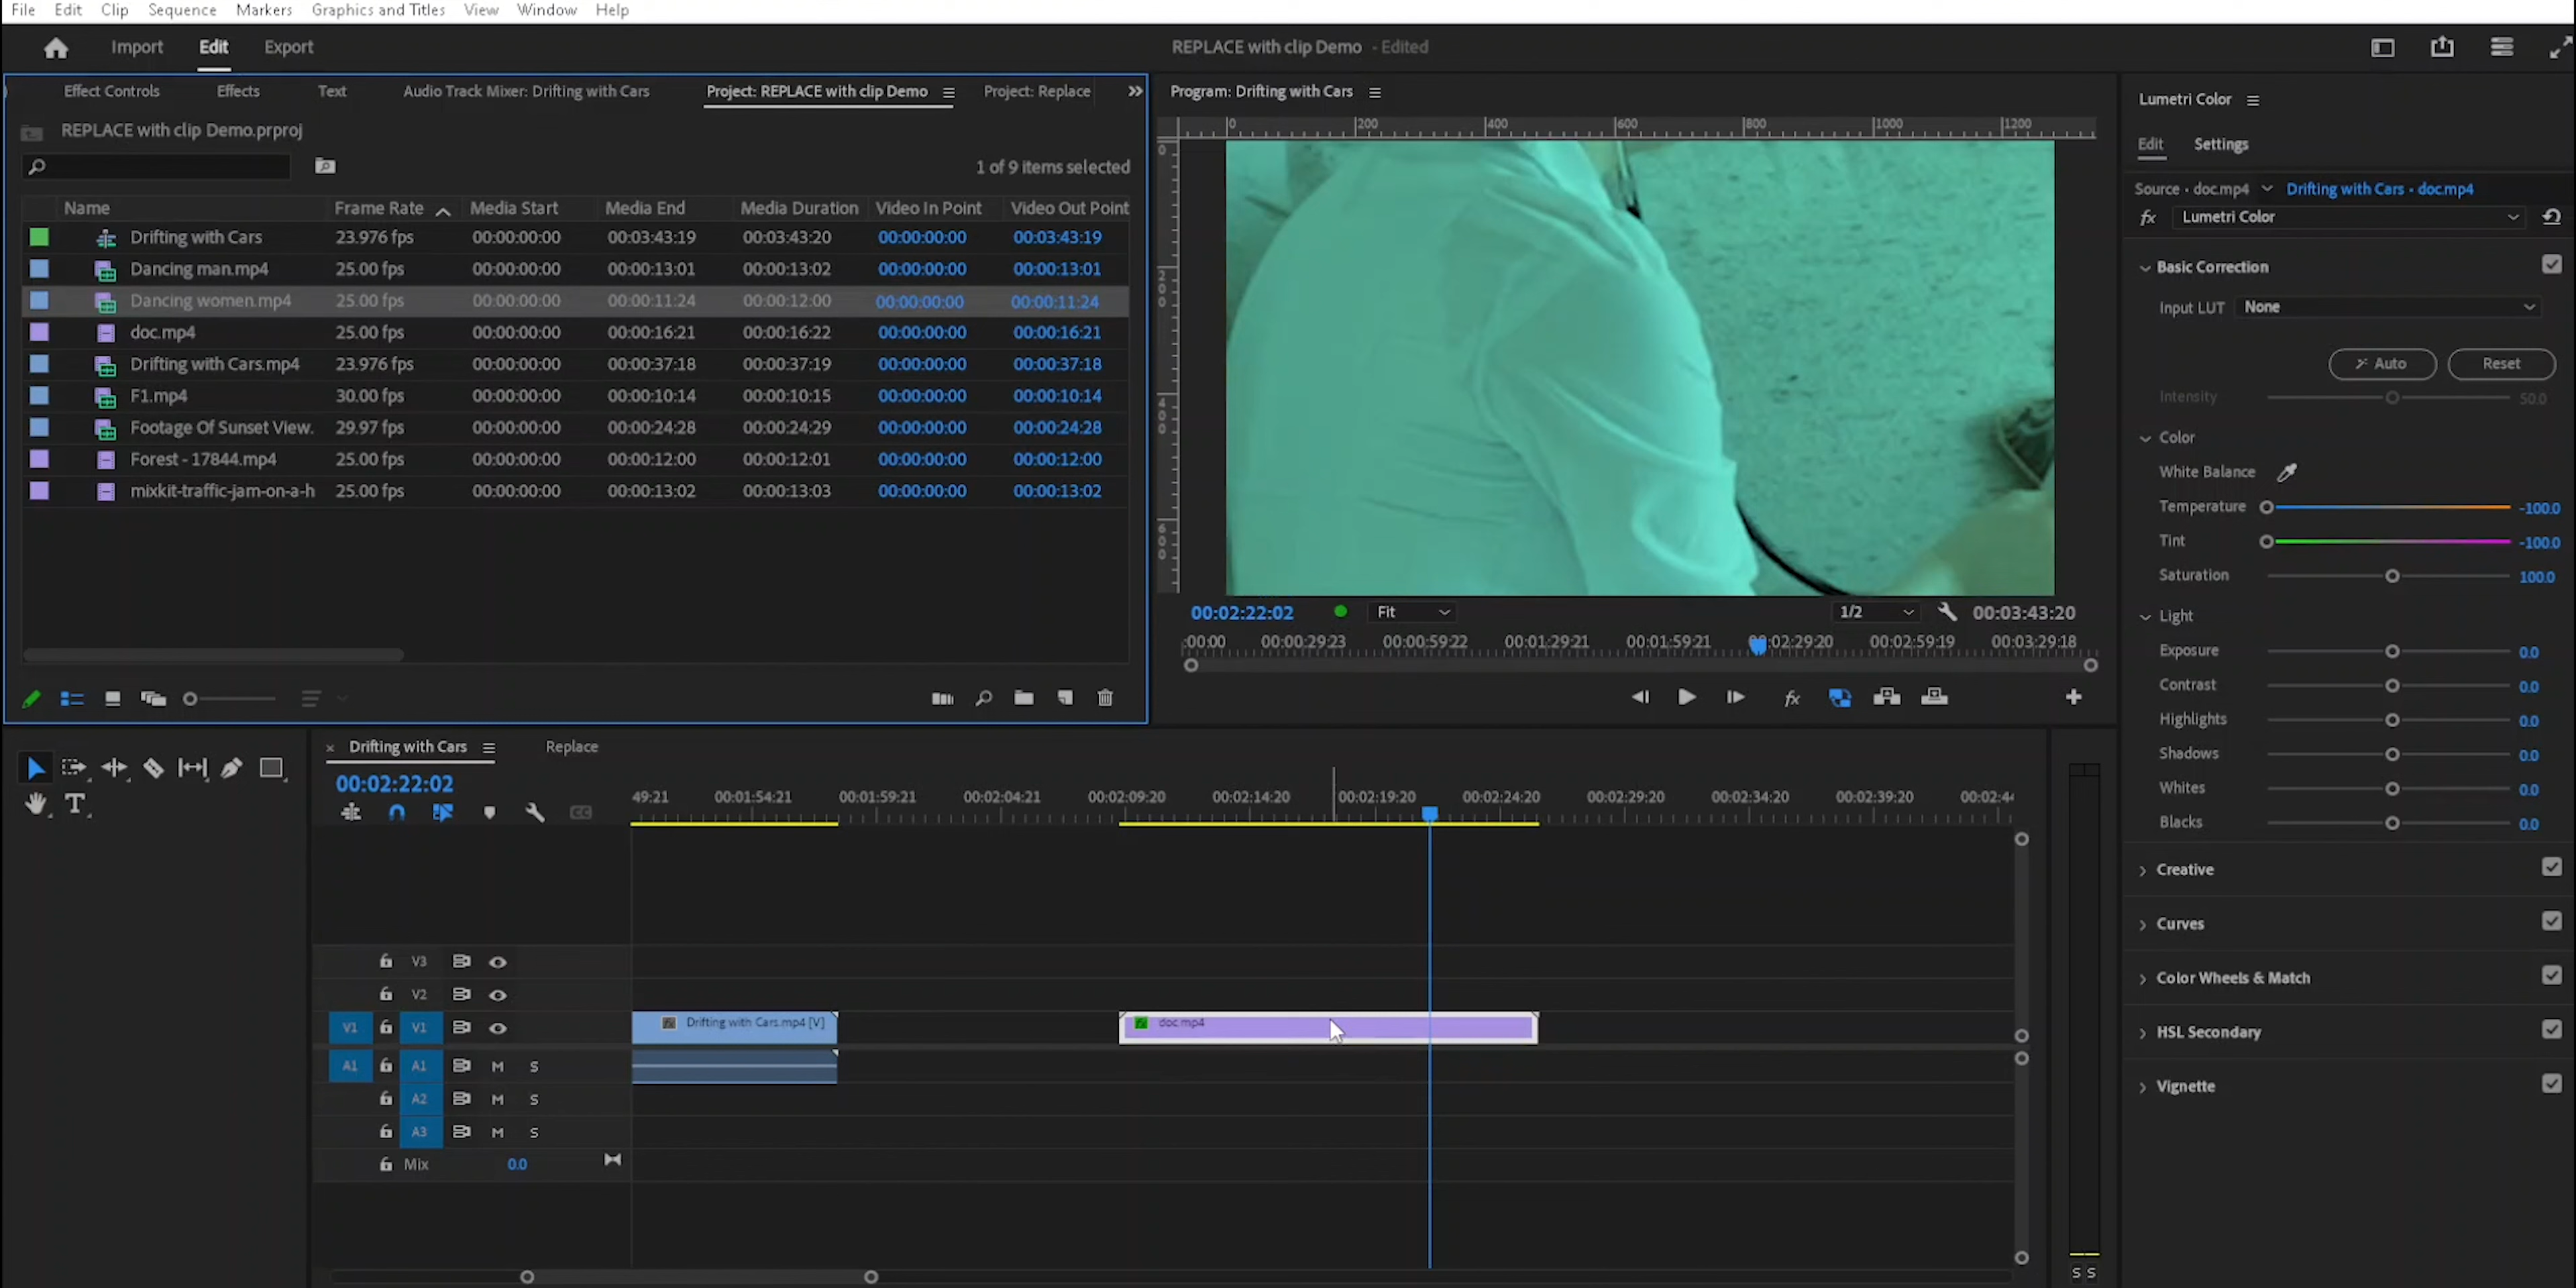 File Edit Clip Sequence Markers Graphics and Titles View Window Help
Import Edit Export REPLACE with clip Demo - Edited
Effect Controls Effects Text Audio Track Mixer: Drifting with Cars Project: REPLACE with clip Demo Project: Replace
REPLACE with clip Demo.prproj
1 of 9 items selected
Name Frame Rate Media Start Media End Media Duration Video In Point Video Out Point
Drifting with Cars 23.976 fps 00:00:00:00 00:03:43:19 00:03:43:20 00:00:00:00 00:03:43:19
Dancing man.mp4 25.00 fps 00:00:00:00 00:00:13:01 00:00:13:02 00:00:00:00 00:00:13:01
Dancing women.mp4 25.00 fps 00:00:00:00 00:00:11:24 00:00:12:00 00:00:00:00 00:00:11:24
doc.mp4 25.00 fps 00:00:00:00 00:00:16:21 00:00:16:22 00:00:00:00 00:00:16:21
Drifting with Cars.mp4 23.976 fps 00:00:00:00 00:00:37:18 00:00:37:19 00:00:00:00 00:00:37:18
F1.mp4 30.00 fps 00:00:00:00 00:00:10:14 00:00:10:15 00:00:00:00 00:00:10:14
Footage Of Sunset View. 29.97 fps 00:00:00:00 00:00:24:28 00:00:24:29 00:00:00:00 00:00:24:28
Forest - 17844.mp4 25.00 fps 00:00:00:00 00:00:12:00 00:00:12:01 00:00:00:00 00:00:12:00
mixkit-traffic-jam-on-a-h 25.00 fps 00:00:00:00 00:00:13:02 00:00:13:03 00:00:00:00 00:00:13:02
Program: Drifting with Cars
0 200 400 600 800 1000 1200
0
200
400
600
00:02:22:02 Fit 1/2 00:03:43:20
:00:00 00:00:29:23 00:00:59:22 00:01:29:21 00:01:59:21 00:02:29:20 00:02:59:19 00:03:29:18
fx
Lumetri Color
Edit Settings
Source · doc.mp4 Drifting with Cars · doc.mp4
fx Lumetri Color
Basic Correction
Input LUT None
Auto Reset
Intensity 50.0
Color
White Balance
Temperature -100.0
Tint -100.0
Saturation 100.0
Light
Exposure 0.0
Contrast 0.0
Highlights 0.0
Shadows 0.0
Whites 0.0
Blacks 0.0
Creative
Curves
Color Wheels & Match
HSL Secondary
Vignette
T
× Drifting with Cars Replace
00:02:22:02
CC
49:21 00:01:54:21 00:01:59:21 00:02:04:21 00:02:09:20 00:02:14:20 00:02:19:20 00:02:24:20 00:02:29:20 00:02:34:20 00:02:39:20 00:02:44
V3
V2
V1 V1 Drifting with Cars.mp4 [V] doc.mp4
A1 A1 M S
A2 M S
A3 M S
Mix 0.0
S S